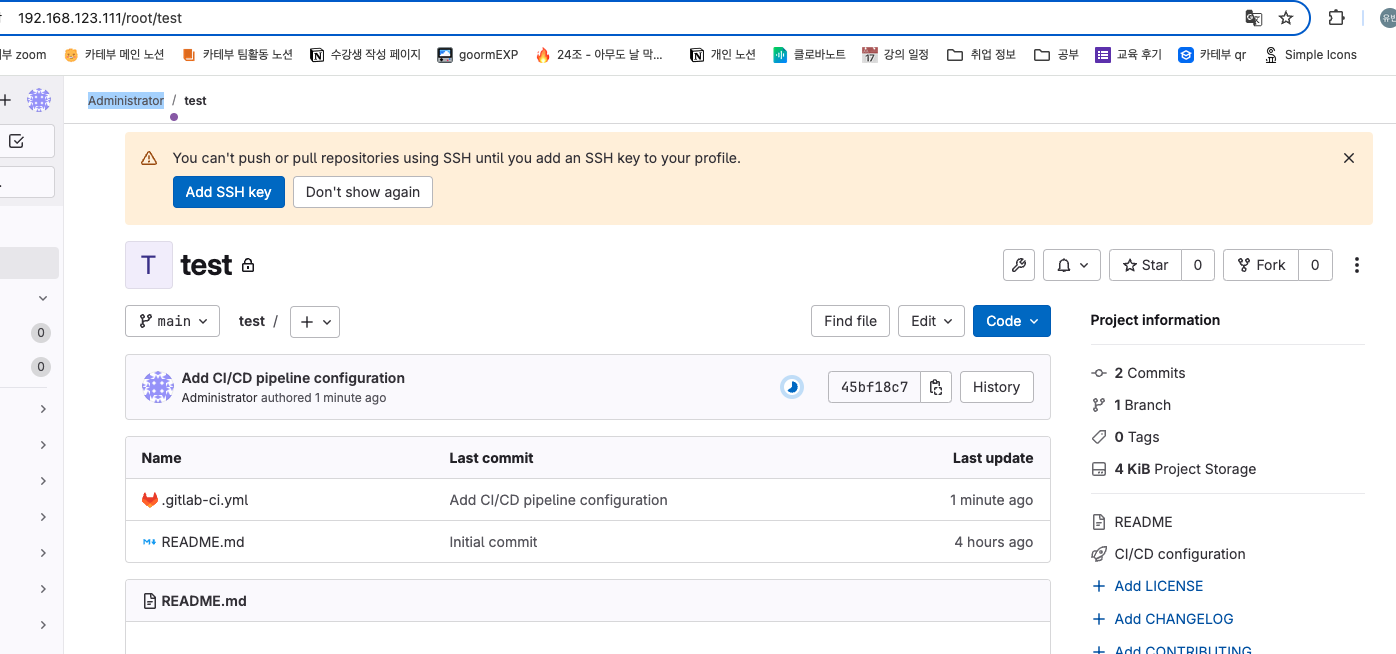 192.168.123.111/root/test
부 zoom 카테부 메인 노션 카테부 팀활동 노션 수강생 작성 페이지 goormEXP 24조 - 아무도 날 막... 개인 노션 클로바노트 강의 일정 취업 정보 공부 교육 후기 카테부 qr Simple Icons
Administrator / test
You can't push or pull repositories using SSH until you add an SSH key to your profile.
Add SSH key Don't show again
T test
Star 0 Fork 0
main test / Find file Edit Code
Project information
Add CI/CD pipeline configuration
Administrator authored 1 minute ago
45bf18c7 History
2 Commits
1 Branch
0 Tags
4 KiB Project Storage
0
0
Name Last commit Last update
.gitlab-ci.yml Add CI/CD pipeline configuration 1 minute ago
README.md Initial commit 4 hours ago
README.md
README
CI/CD configuration
Add LICENSE
Add CHANGELOG
Add CONTRIBUTING